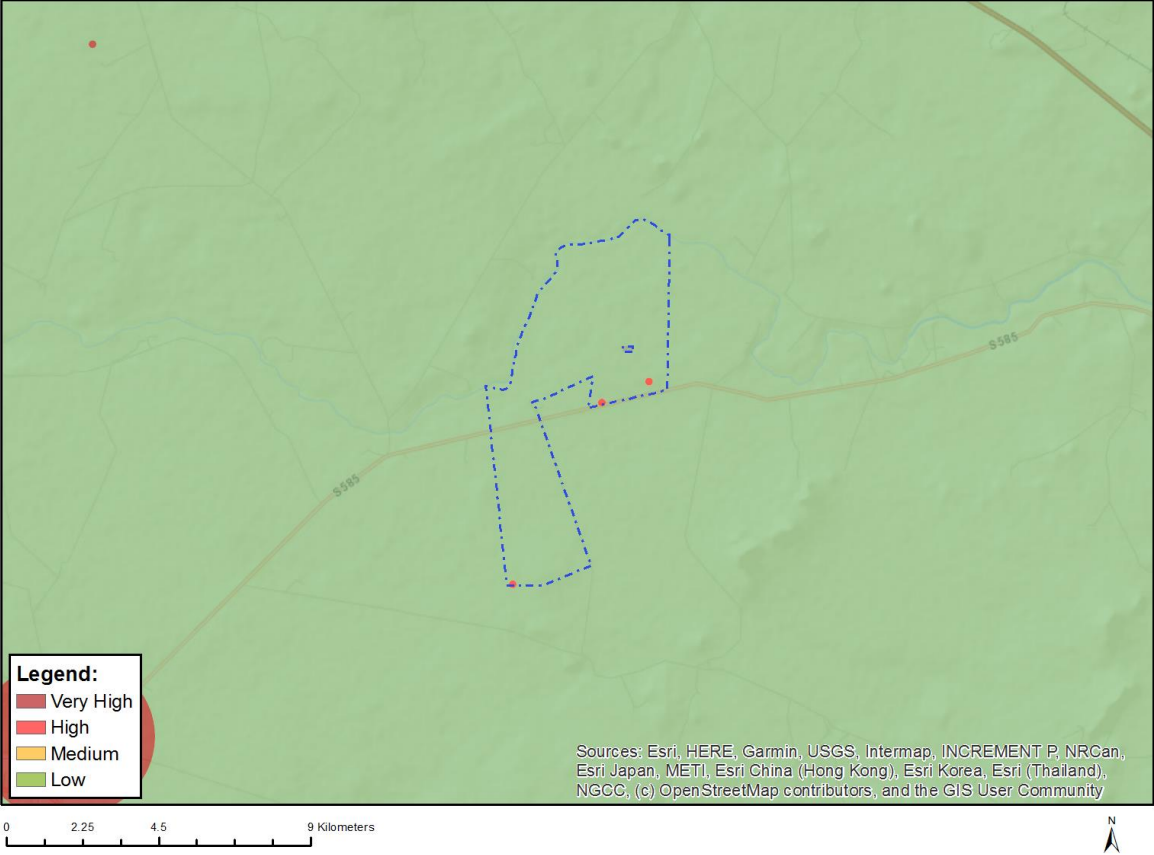 S585
S585
Legend:
Very High
High
Medium
Low
Sources: Esri, HERE, Garmin, USGS, Intermap, INCREMENT P, NRCan,
Esri Japan, METI, Esri China (Hong Kong), Esri Korea, Esri (Thailand),
NGCC, (c) OpenStreetMap contributors, and the GIS User Community
0 2.25 4.5 9 Kilometers
N